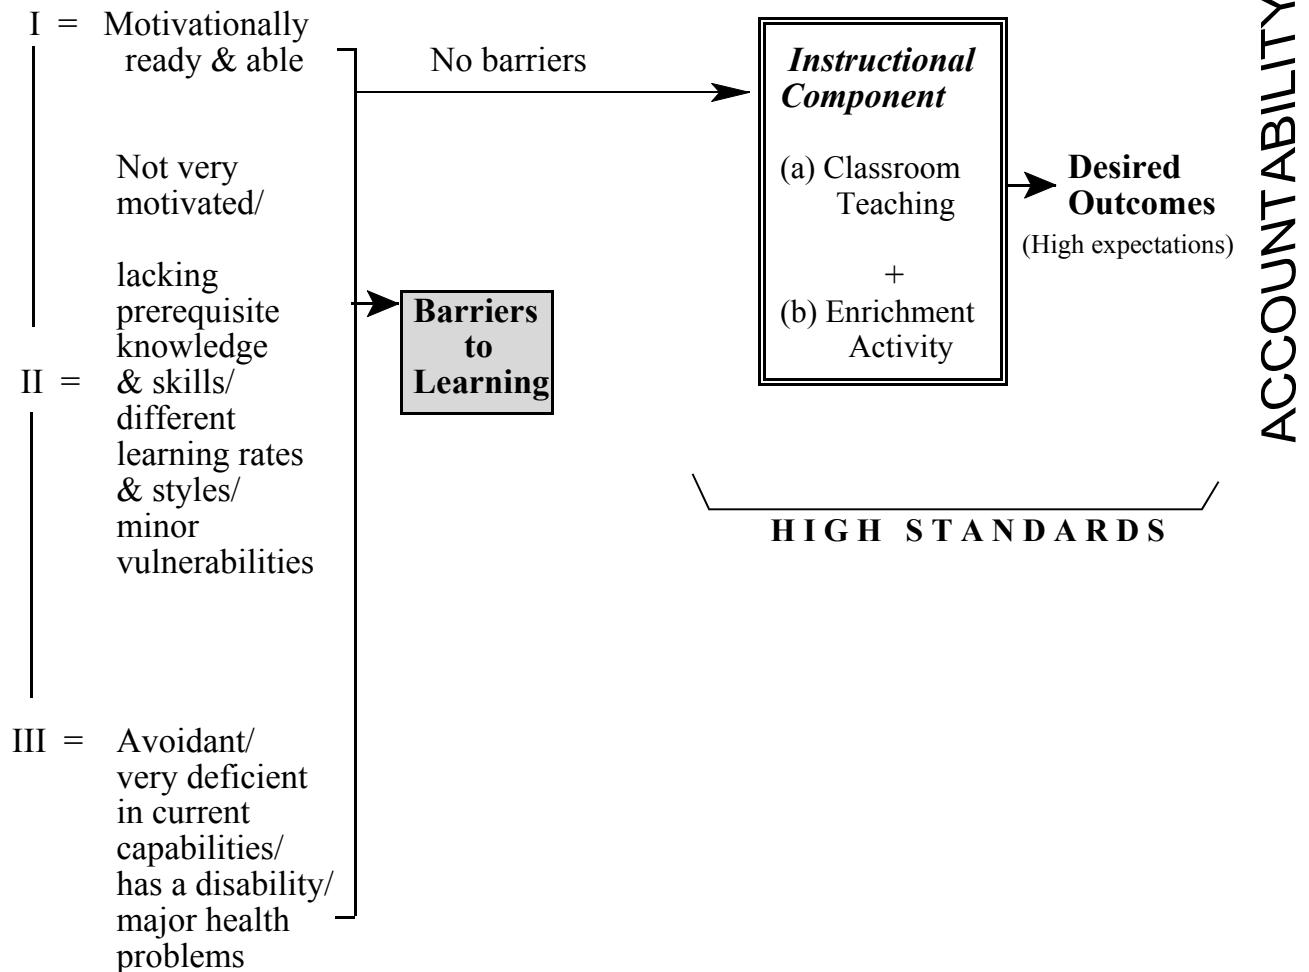 I = Motivationally
ready & able
No barriers
Not very
motivated/
lacking
prerequisite
knowledge
II = & skills/
different
learning rates
& styles/
minor
vulnerabilities
III = Avoidant/
very deficient
in current
capabilities/
has a disability/
major health
problems
Barriers
to
Learning
Instructional
Component
(a) Classroom
Teaching
+
(b) Enrichment
Activity
Desired
Outcomes
(High expectations)
HIGH STANDARDS
ACCOUNTABILITY